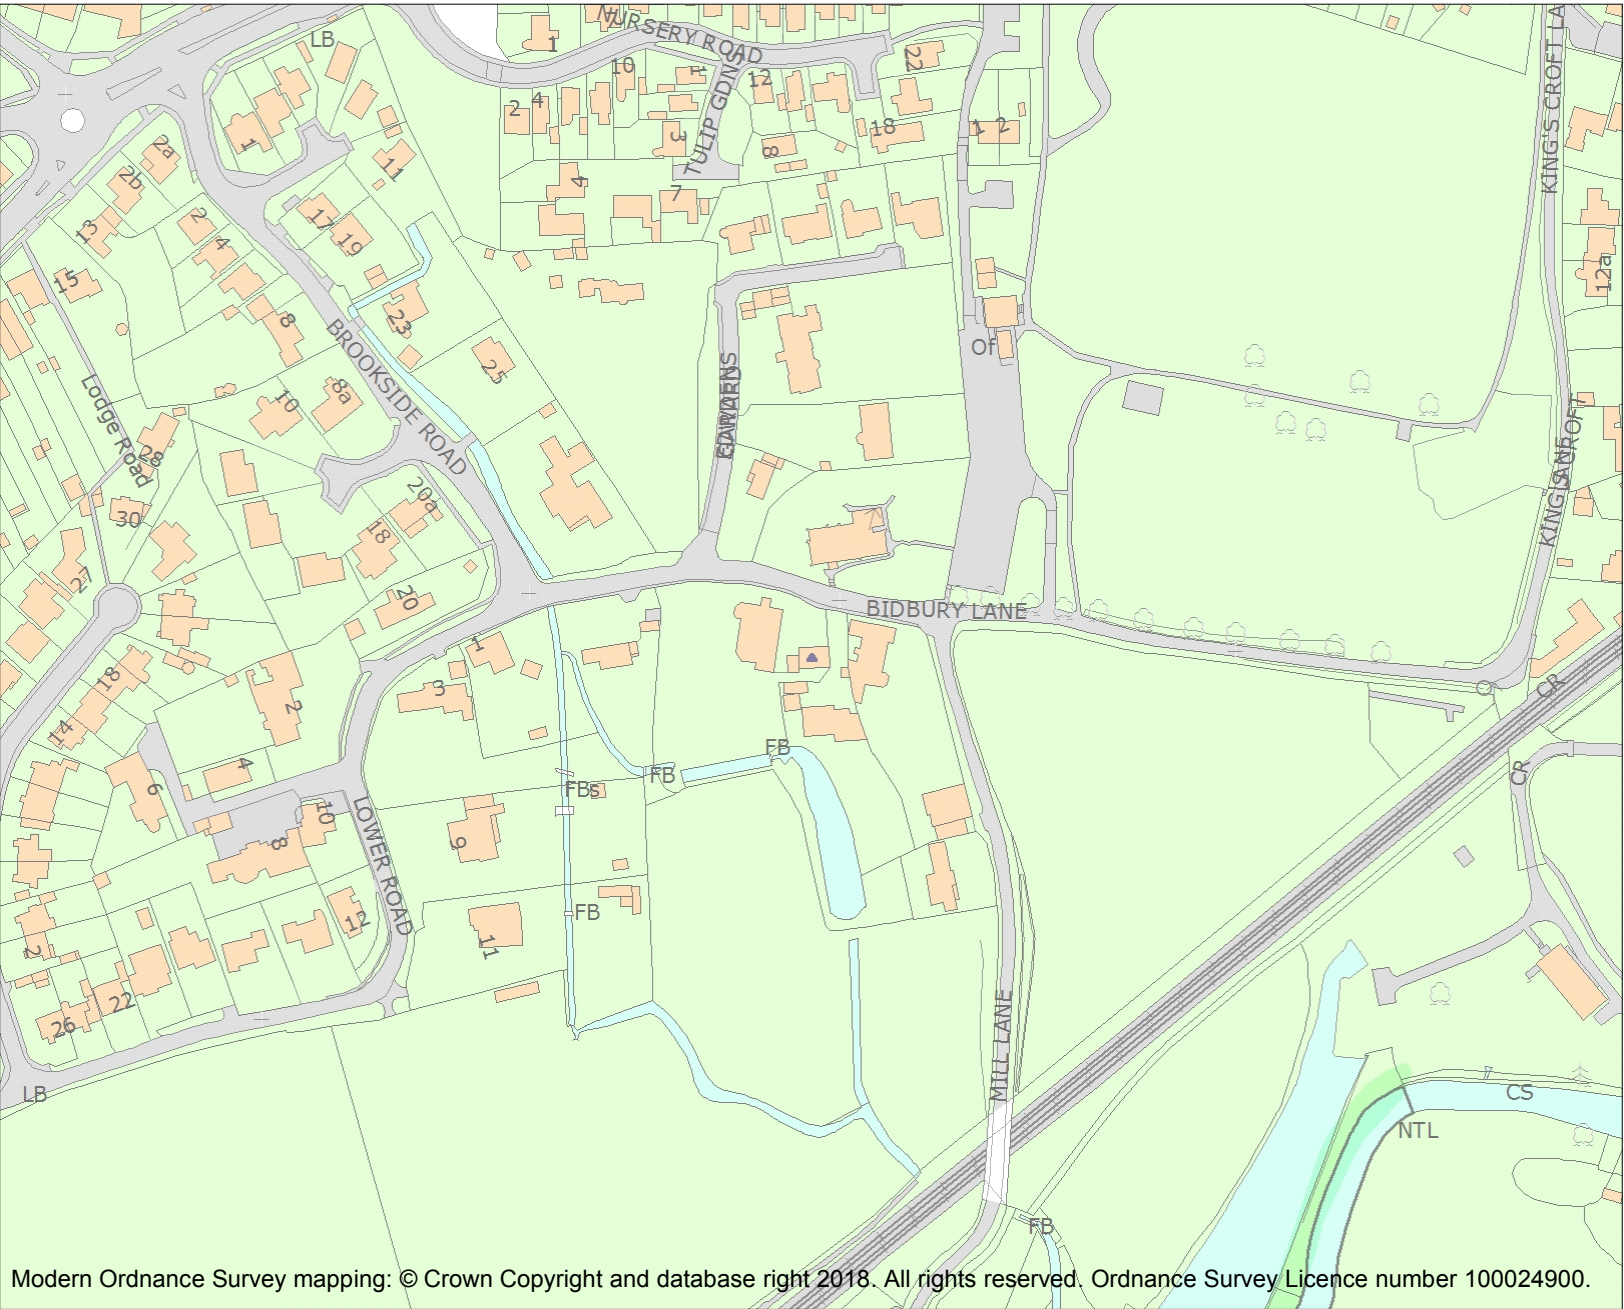 NURSERY ROAD
LB
1
10
22
2
4
1
12
TULIP GDNS
3
8
18
1
2
KING'S CROFT LA
2a
1
11
2b
4
7
13
2
4
17
19
15
12a
23
8
BROOKSIDE ROAD
25
Of
Lodge Road
10
8a
28
EDWARDS
20a
KING'S CROFT
LANE
30
18
27
20
BIDBURY LANE
1
18
3
2
14
CR
FB
FB
FBs
CR
4
6
10
LOWER ROAD
8
9
12
FB
11
2
22
26
MILL LANE
LB
CS
NTL
FB
Modern Ordnance Survey mapping: © Crown Copyright and database right 2018. All rights reserved. Ordnance Survey Licence number 100024900.